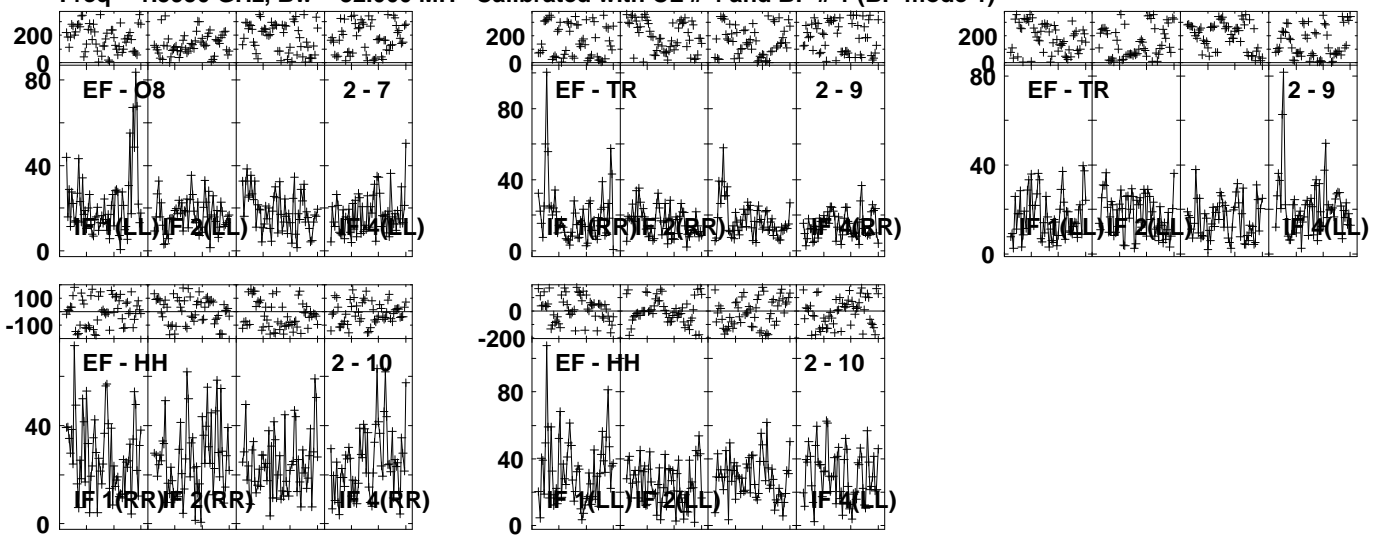 200 200 200
0 0 0
80 80
EF - O8 2 - 7 EF - TR 2 - 9 EF - TR 2 - 9
80
40 40 40
IF 1(LL) IF 2(LL) IF 4(LL) IF 1(RR) IF 2(RR) IF 4(RR) IF 1(LL) IF 2(LL) IF 4(LL)
0 0 0
100 0
-100
-200
EF - HH 2 - 10 EF - HH 2 - 10
80
40 40
IF 1(RR) IF 2(RR) IF 4(RR) IF 1(LL) IF 2(LL) IF 4(LL)
0 0